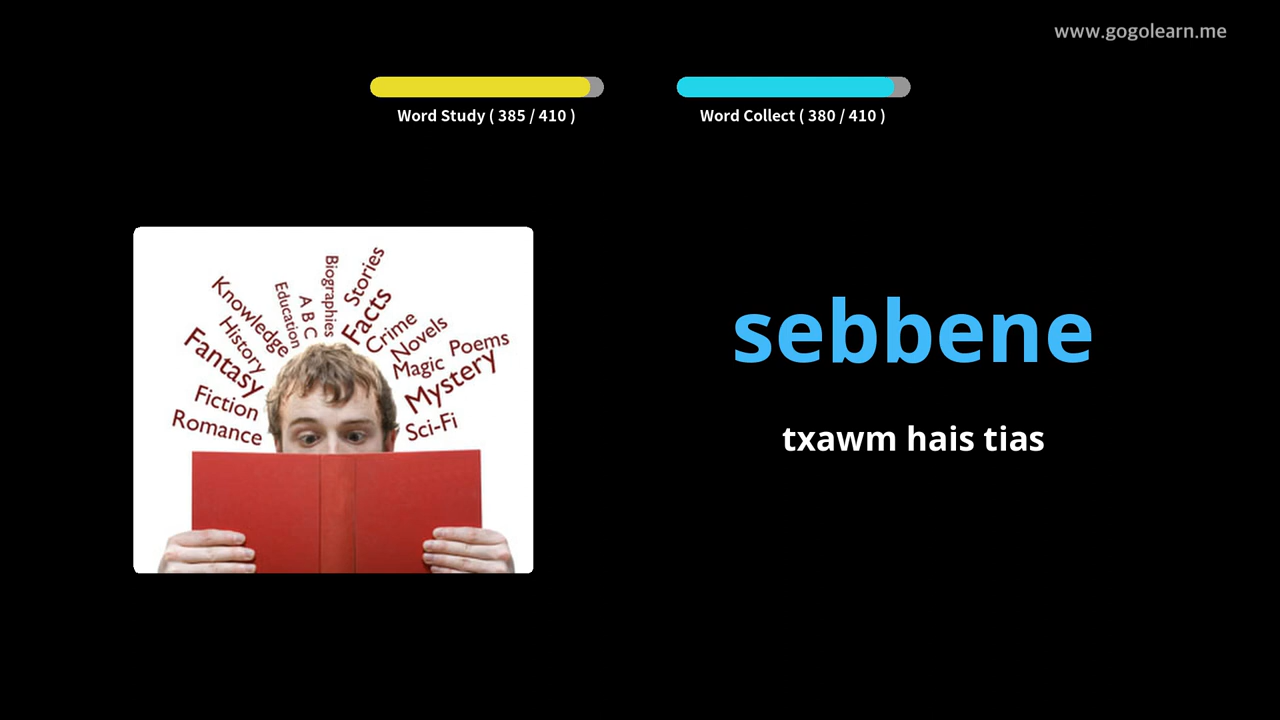 www.gogolearn.me
Word Study ( 385 / 410 )
Word Collect ( 380 / 410 )
Biographies
Stories
Education
A B C
Facts
Knowledge
Crime
History
Novels
Fantasy
Magic
Poems
Mystery
Fiction
Romance
Sci-Fi
sebbene
txawm hais tias